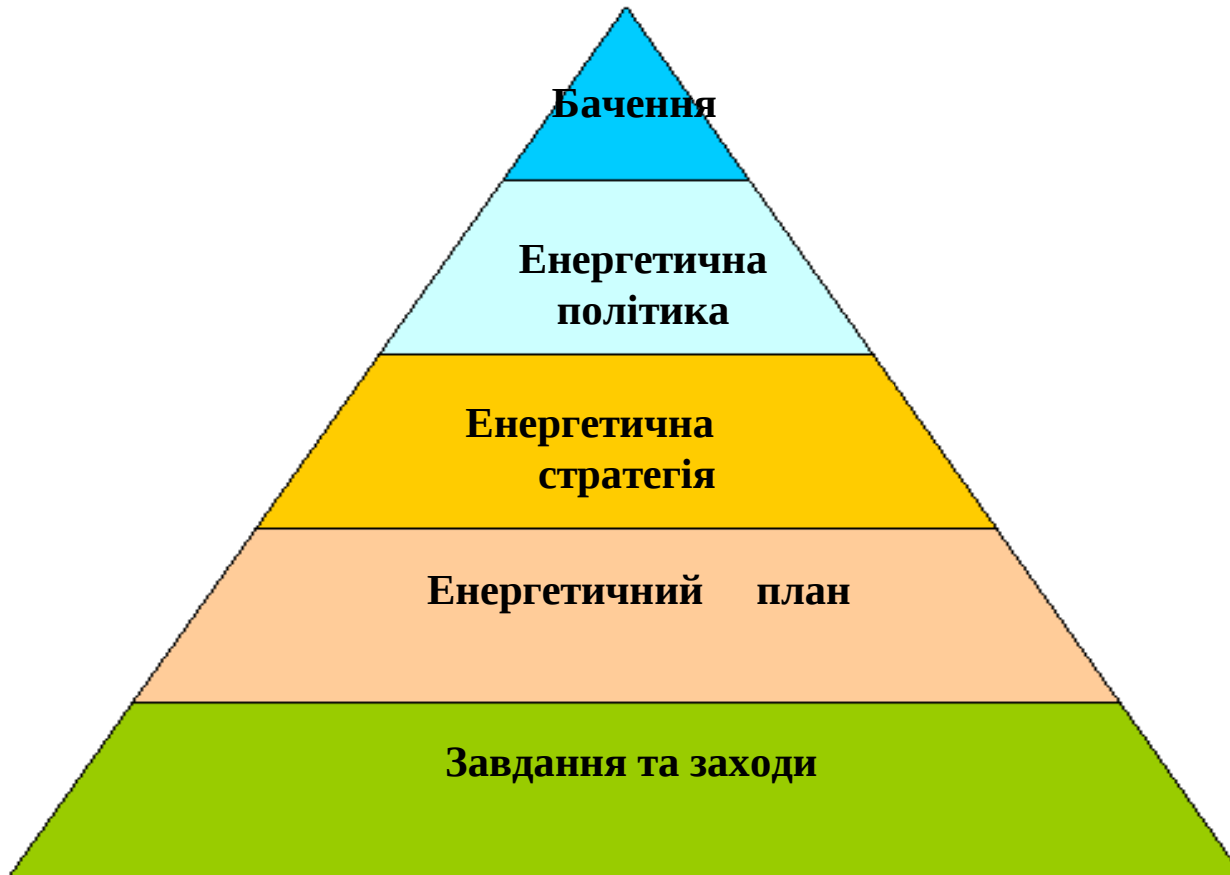 Бачення
Енергетична
політика
Енергетична
стратегія
Енергетичний план
Завдання та заходи